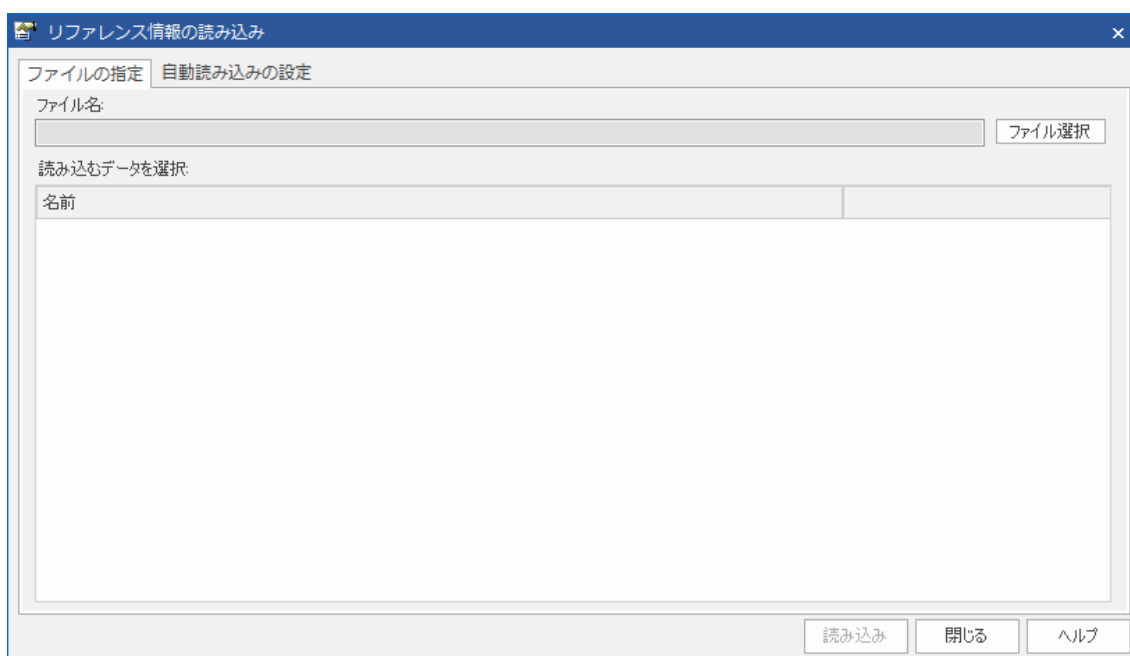 リファレンス情報の読み込み
ファイルの指定 自動読み込みの設定
ファイル名:
ファイル選択
読み込むデータを選択:
名前
読み込み 閉じる ヘルプ